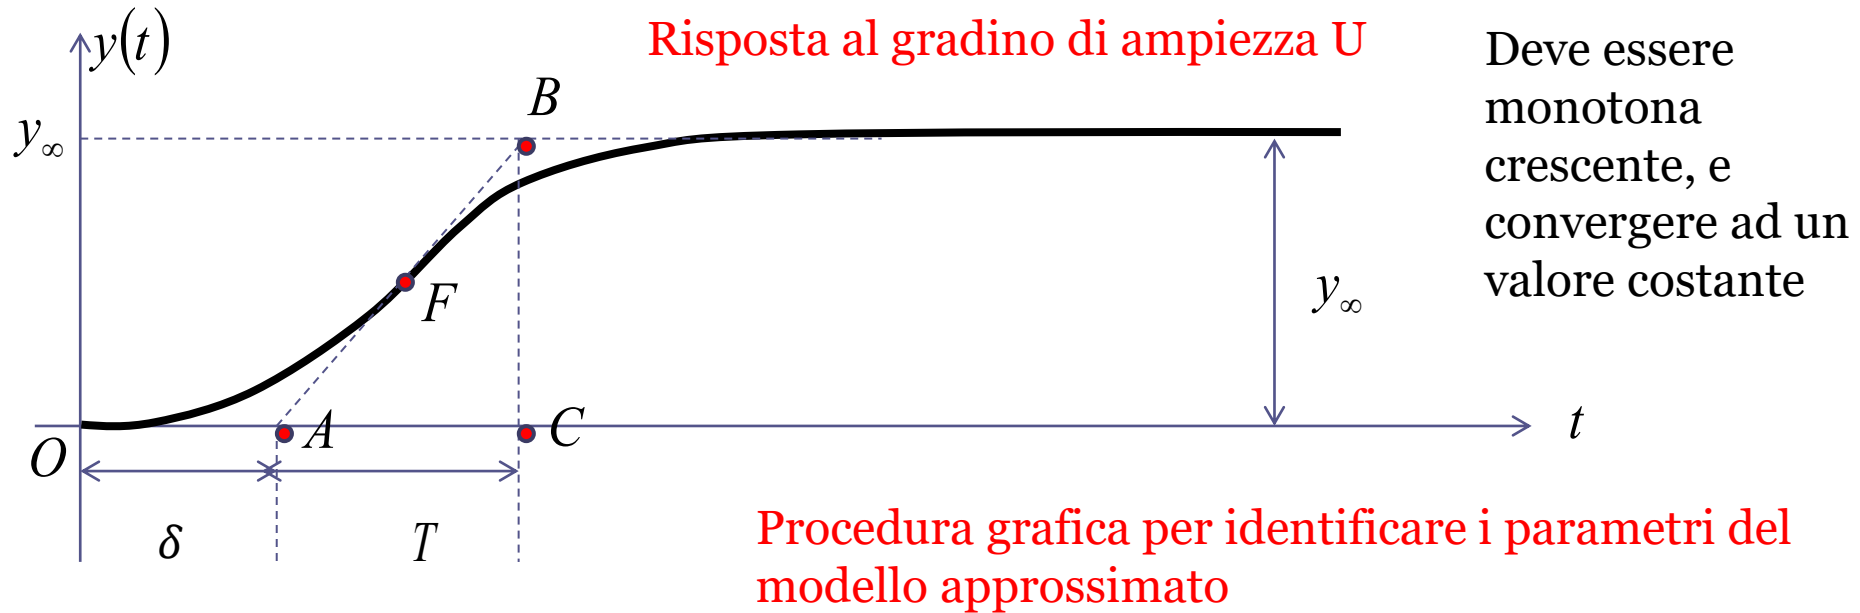 y(t)
Risposta al gradino di ampiezza U
Deve essere
monotona
crescente, e
convergere ad un
valore costante
B
y∞
F
y∞
A
C
t
O
δ
T
Procedura grafica per identificare i parametri del
modello approssimato